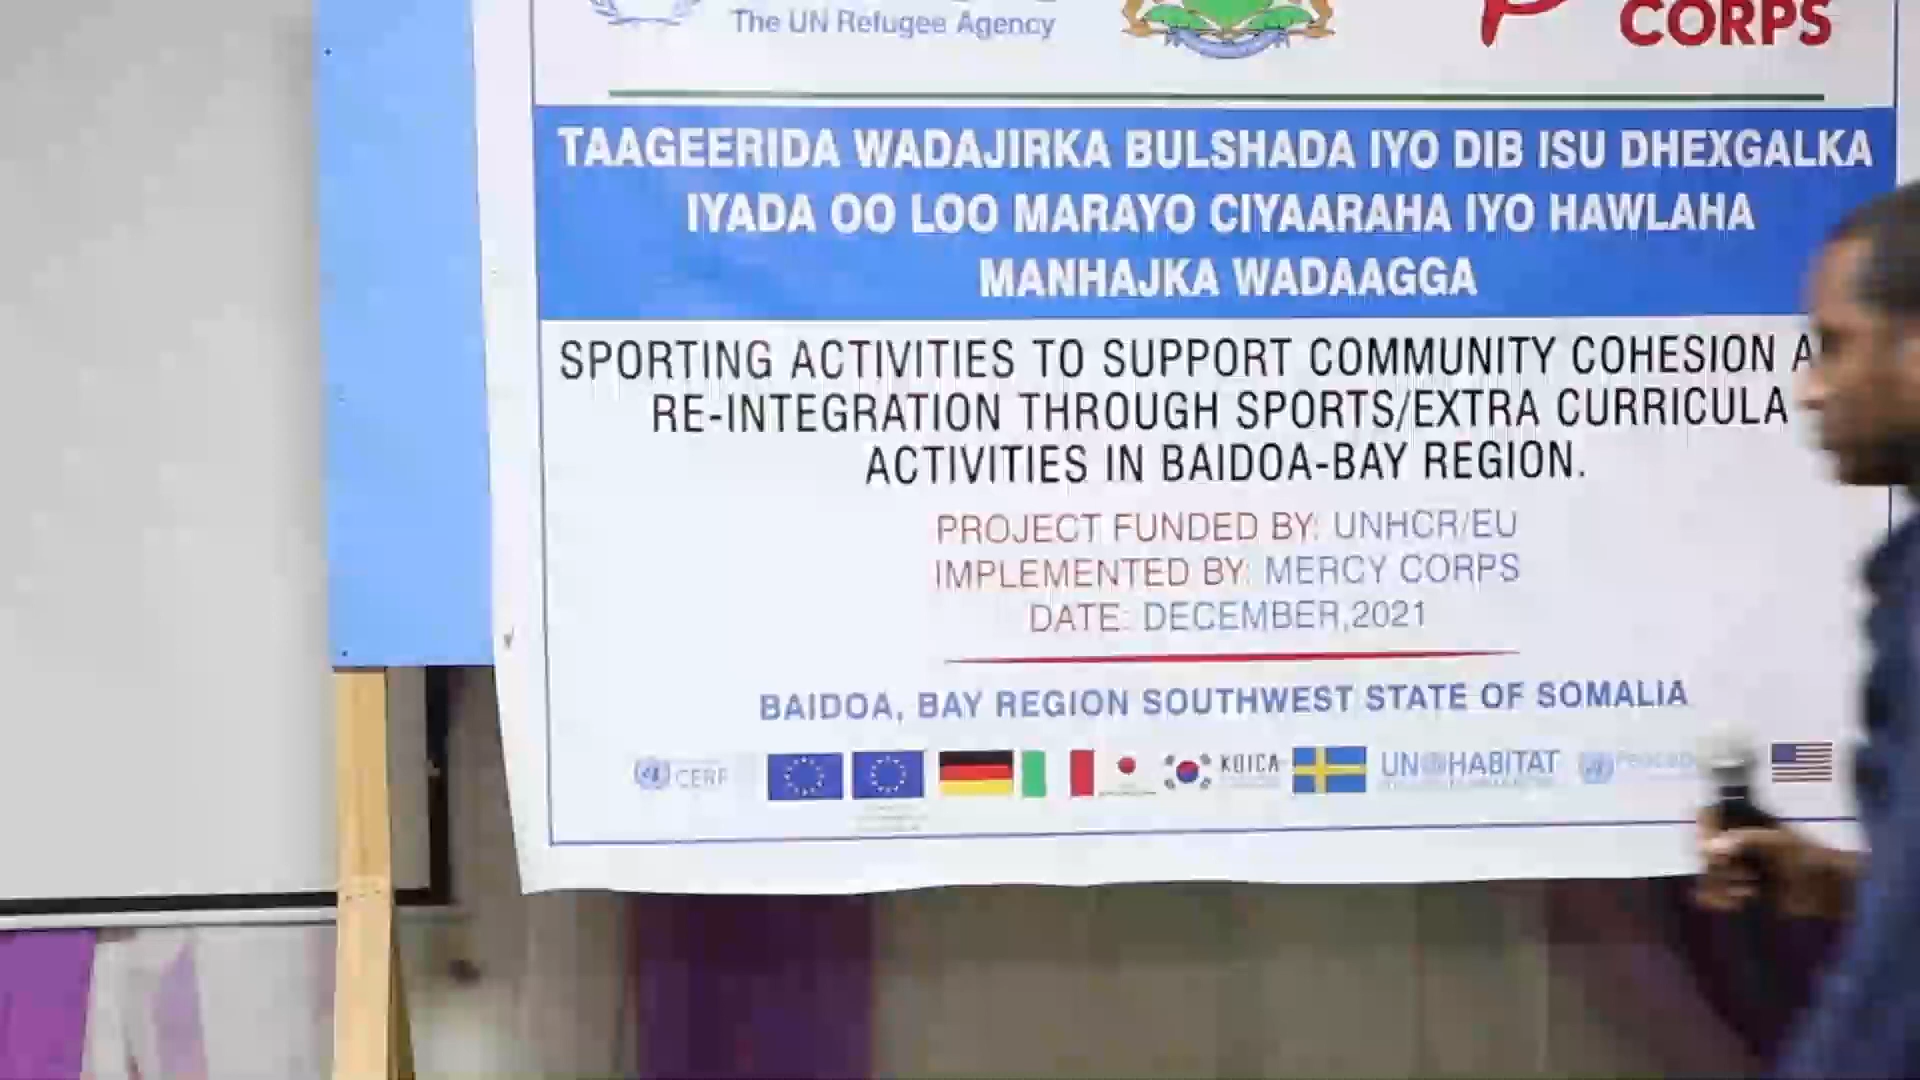 The UN Refugee Agency
CORPS
TAAGEERIDA WADAJIRKA BULSHADA IYO DIB ISU DHEXGALKA
IYADA OO LOO MARAYO CIYAARAHA IYO HAWLAHA
MANHAJKA WADAAGGA
SPORTING ACTIVITIES TO SUPPORT COMMUNITY COHESION
RE-INTEGRATION THROUGH SPORTS/EXTRA CURRICULA
ACTIVITIES IN BAIDOA-BAY REGION.
PROJECT FUNDED BY: UNHCR/EU
IMPLEMENTED BY: MERCY CORPS
DATE: DECEMBER,2021
BAIDOA, BAY REGION SOUTHWEST STATE OF SOMALIA
CERF KOICA UN HABITAT